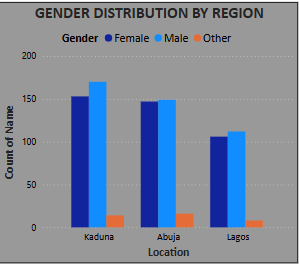 GENDER DISTRIBUTION BY REGION
Gender Female Male Other
200
150
100
50
0
Count of Name
Kaduna Abuja Lagos
Location